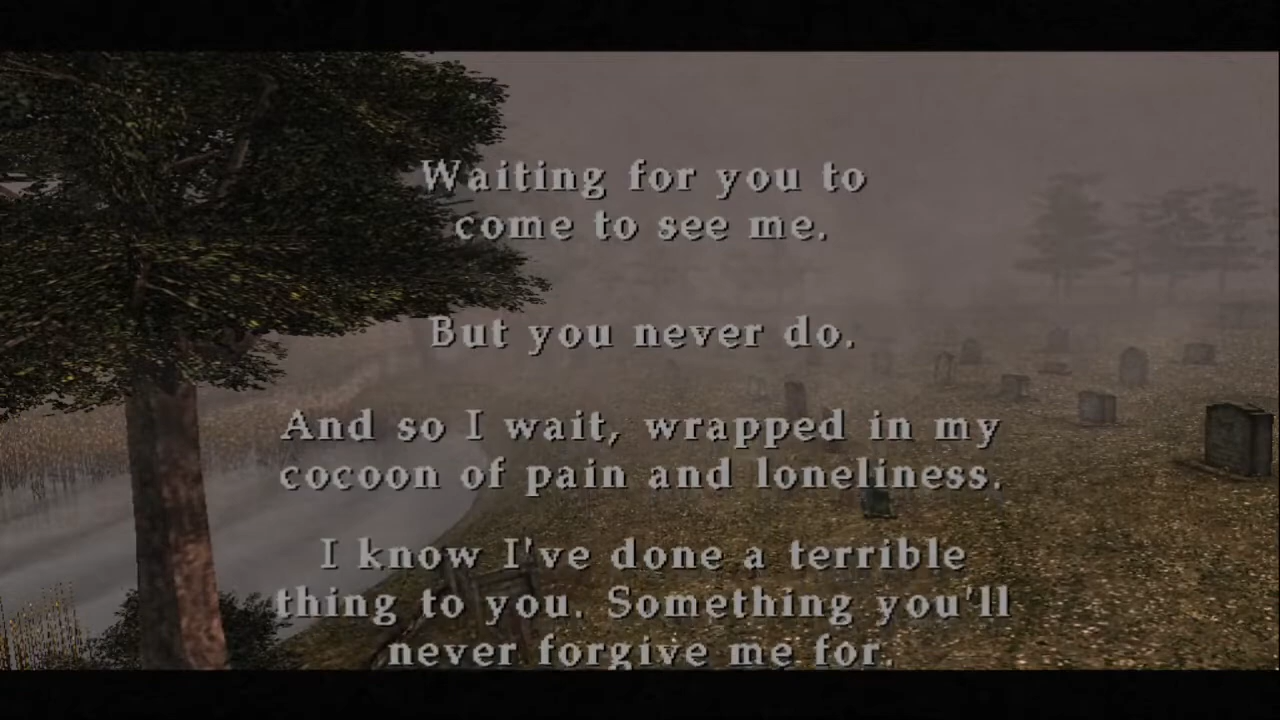 Waiting for you to
come to see me.
But you never do.
And so I wait, wrapped in my
cocoon of pain and loneliness.
I know I've done a terrible
thing to you. Something you'll
never forgive me for.